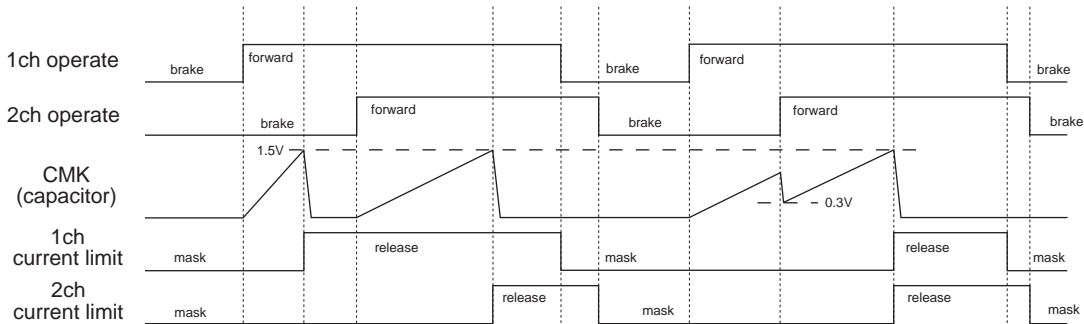 1ch operate
brake
forward
brake
forward
brake
2ch operate
brake
forward
brake
forward
brake
CMK
(capacitor)
1.5V
0.3V
1ch
current limit
mask
release
mask
release
mask
2ch
current limit
mask
release
mask
release
mask